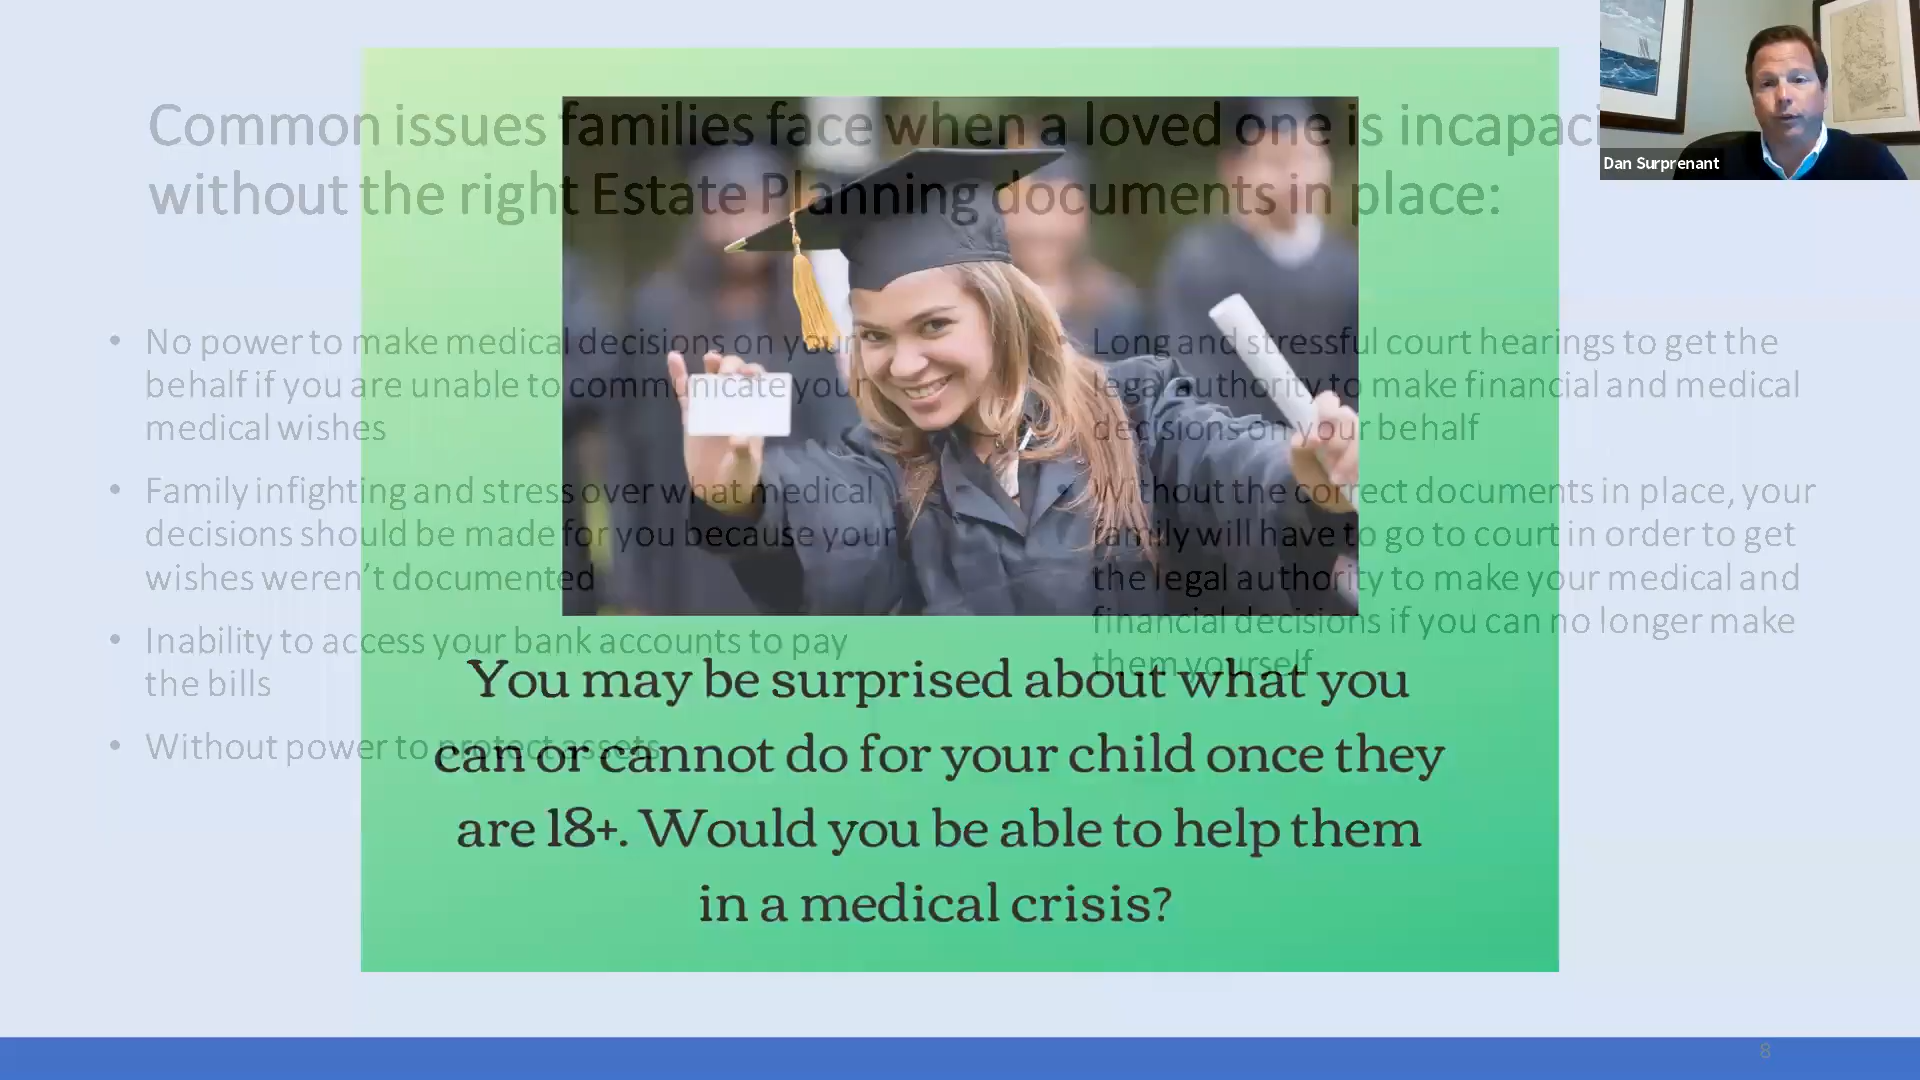 Common issues families face when a loved one is
without the right Estate Planning documents in place:
• No power to make medical decisions on your
behalf if you are unable to communicate your
medical wishes
• Family infighting and stress over what medical
decisions should be made for you because your
wishes weren’t documented
• Inability to access your bank accounts to pay
the bills
• Without power to protect assets
Long and stressful court hearings to get the
legal authority to make financial and medical
decisions on your behalf
• Without the correct documents in place, your
family will have to go to court in order to get
the legal authority to make your medical and
financial decisions if you can no longer make
them yourself
You may be surprised about what you
can or cannot do for your child once they
are 18+. Would you be able to help them
in a medical crisis?
Dan Surprenant
8